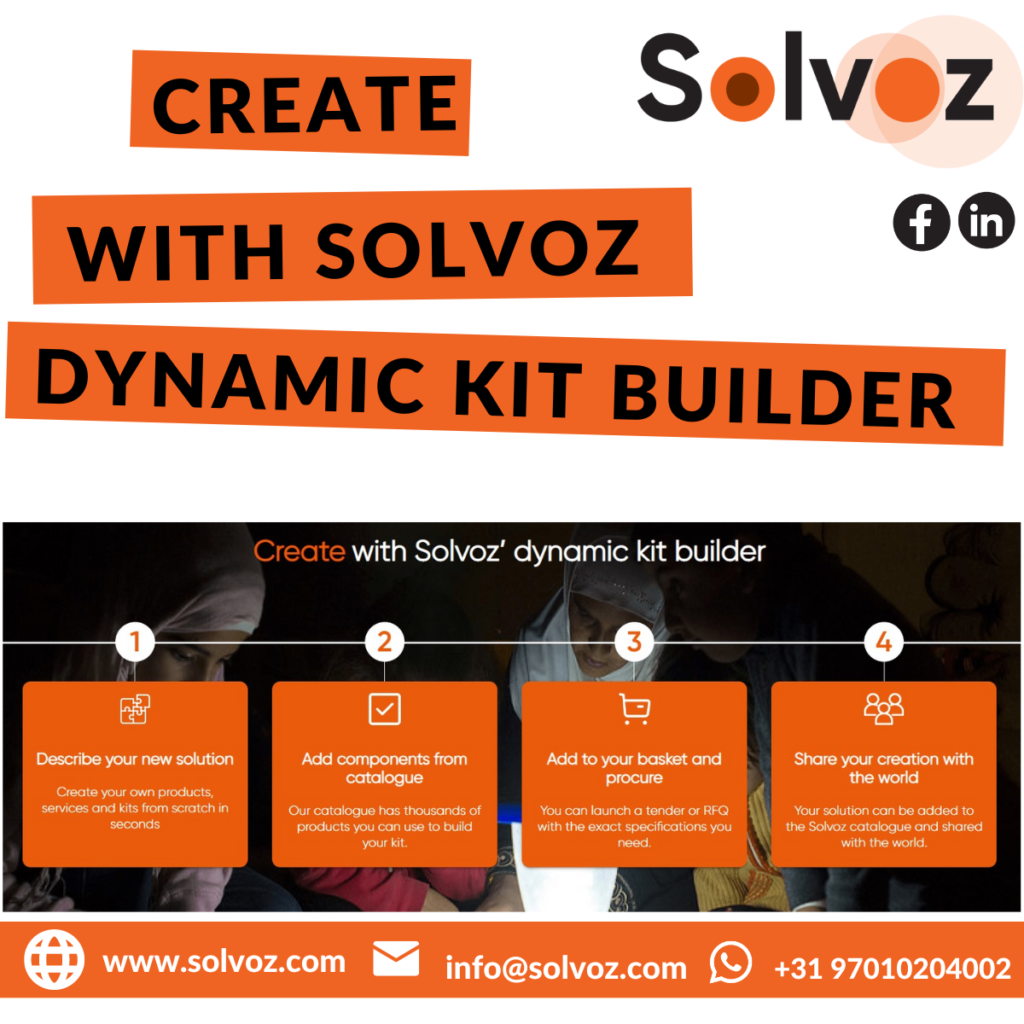 Solvoz
CREATE
WITH SOLVOZ
DYNAMIC KIT BUILDER
f in
Create with Solvoz’ dynamic kit builder
1
Describe your new solution
Create your own products,
services and kits from scratch in
seconds
2
Add components from
catalogue
Our catalogue has thousands of
products you can use to build
your kit.
3
Add to your basket and
procure
You can launch a tender or RFQ
with the exact specifications you
need.
4
Share your creation with
the world
Your solution can be added to
the Solvoz catalogue and shared
with the world.
www.solvoz.com
info@solvoz.com
+31 97010204002